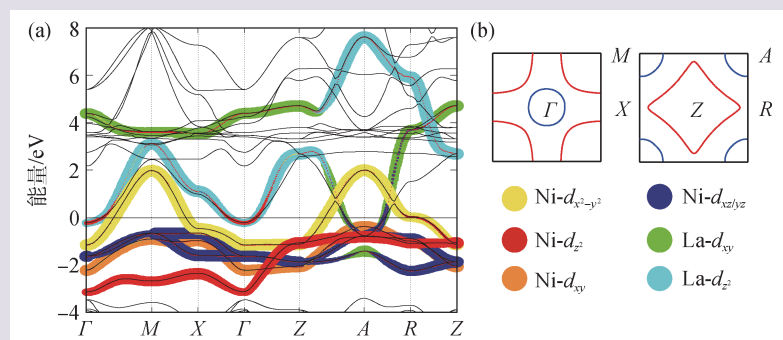 (a)
能量/eV
8
6
4
2
0
−2
−4
Γ M X Γ Z A R Z
(b)
M
Γ
X
A
Z
R
Ni-dx²−y²
Ni-dxz/yz
Ni-dz²
La-dxy
Ni-dxy
La-dz²